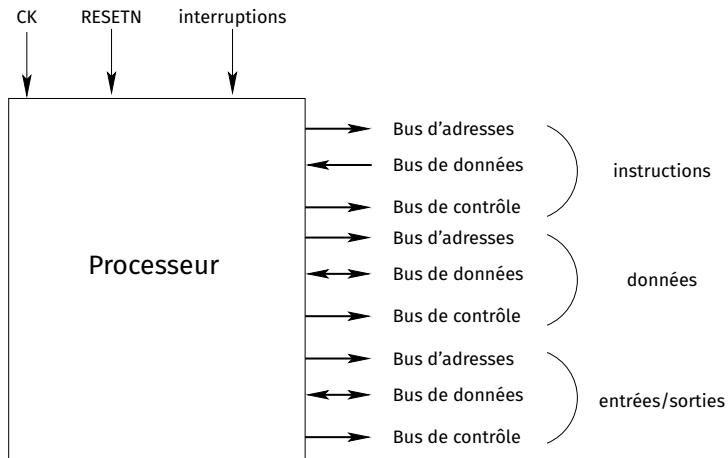 CK RESETN interruptions
Bus d'adresses
Bus de données
instructions
Bus de contrôle
Bus d'adresses
Processeur
Bus de données
données
Bus de contrôle
Bus d'adresses
Bus de données
entrées/sorties
Bus de contrôle